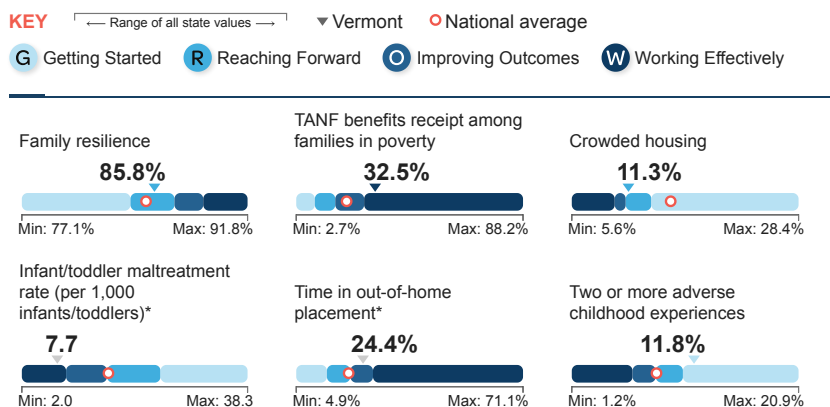 KEY ← Range of all state values → Vermont National average
G Getting Started R Reaching Forward O Improving Outcomes W Working Effectively
Family resilience
85.8%
Min: 77.1% Max: 91.8%
TANF benefits receipt among
families in poverty
32.5%
Min: 2.7% Max: 88.2%
Crowded housing
11.3%
Min: 5.6% Max: 28.4%
Infant/toddler maltreatment
rate (per 1,000
infants/toddlers)*
7.7
Min: 2.0 Max: 38.3
Time in out-of-home
placement*
24.4%
Min: 4.9% Max: 71.1%
Two or more adverse
childhood experiences
11.8%
Min: 1.2% Max: 20.9%